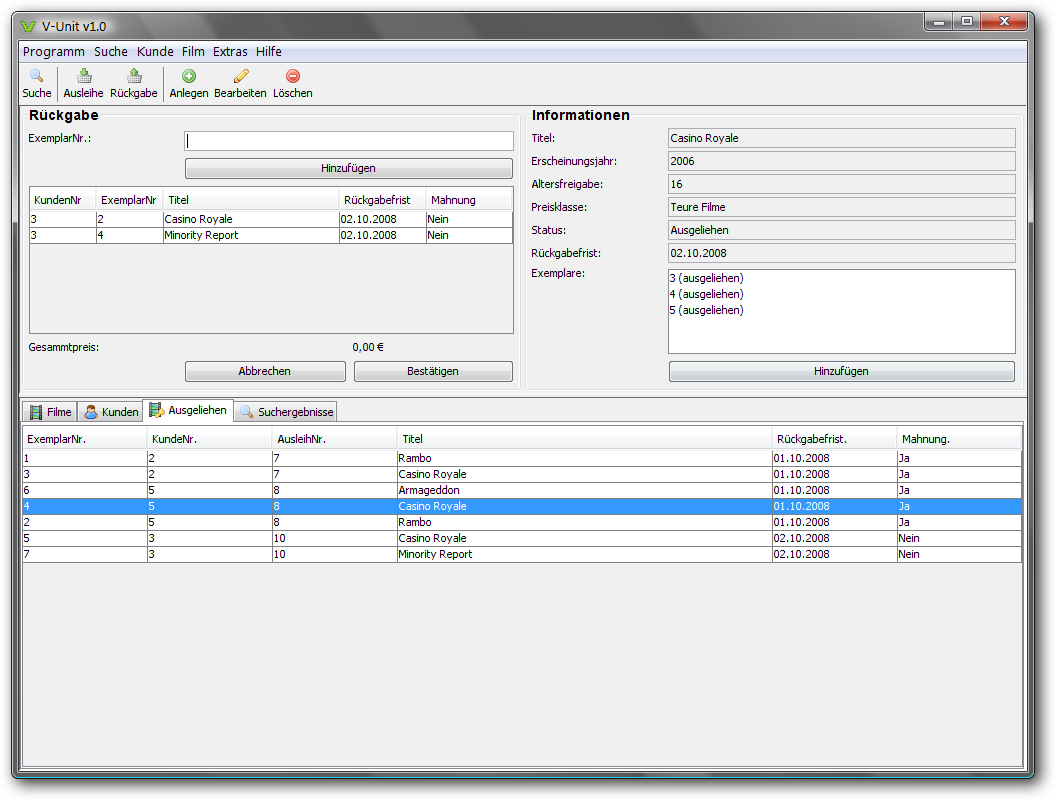 V-Unit v1.0
Programm Suche Kunde Film Extras Hilfe
Suche Ausleihe Rückgabe Anlegen Bearbeiten Löschen
Rückgabe
ExemplarNr.:
Hinzufügen
KundenNr ExemplarNr Titel Rückgabefrist Mahnung
3 2 Casino Royale 02.10.2008 Nein
3 4 Minority Report 02.10.2008 Nein
Gesammtpreis: 0,00 €
Abbrechen Bestätigen
Informationen
Titel: Casino Royale
Erscheinungsjahr: 2006
Altersfreigabe: 16
Preisklasse: Teure Filme
Status: Ausgeliehen
Rückgabefrist: 02.10.2008
Exemplare: 3 (ausgeliehen)
4 (ausgeliehen)
5 (ausgeliehen)
Hinzufügen
Filme Kunden Ausgeliehen Suchergebnisse
ExemplarNr. KundeNr. AusleihNr. Titel Rückgabefrist. Mahnung.
1 2 7 Rambo 01.10.2008 Ja
3 2 7 Casino Royale 01.10.2008 Ja
6 5 8 Armageddon 01.10.2008 Ja
4 5 8 Casino Royale 01.10.2008 Ja
2 5 8 Rambo 01.10.2008 Ja
5 3 10 Casino Royale 02.10.2008 Nein
7 3 10 Minority Report 02.10.2008 Nein